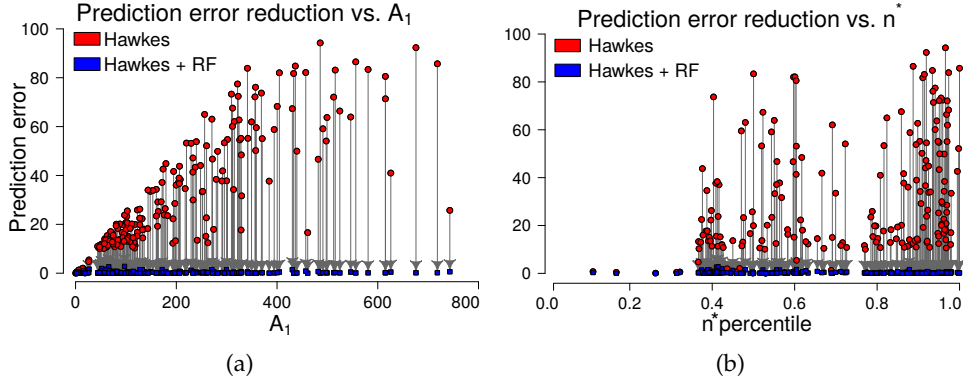 Prediction error reduction vs. A1
Hawkes
Hawkes + RF
Prediction error
100
80
60
40
20
0
0 200 400 600 800
A1
(a)
Prediction error reduction vs. n*
Hawkes
Hawkes + RF
100
80
60
40
20
0
0.0 0.2 0.4 0.6 0.8 1.0
n* percentile
(b)